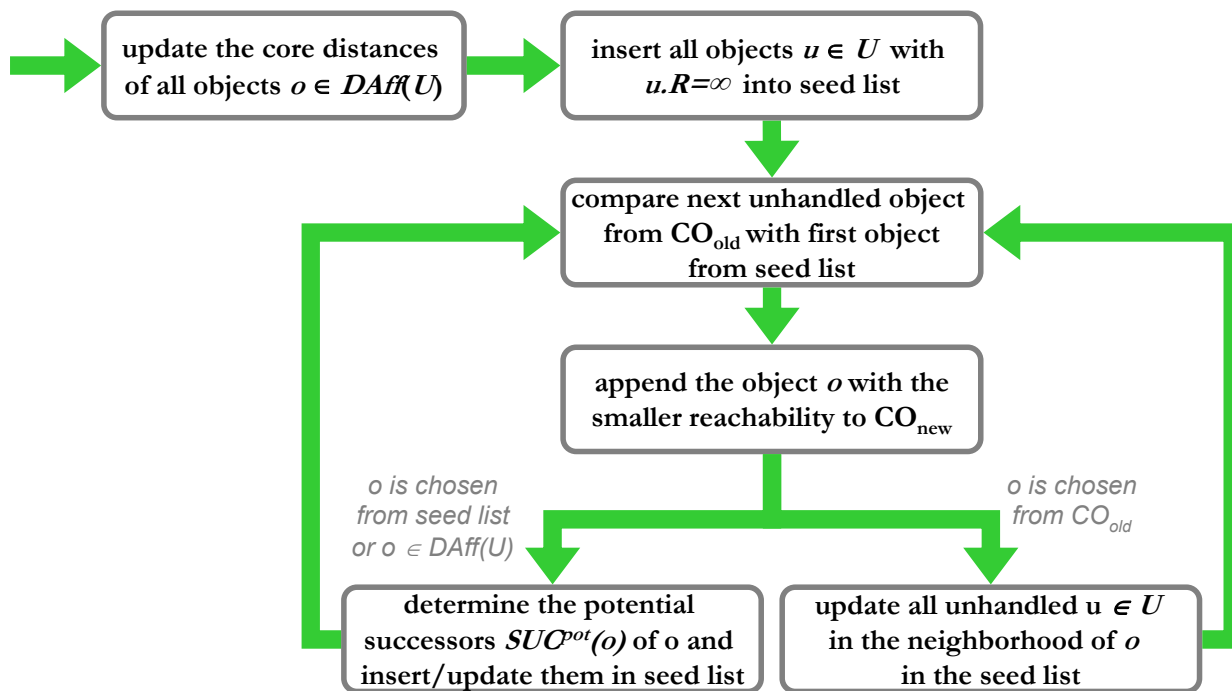 update the core distances
of all objects o ∈ DAff(U)
insert all objects u ∈ U with
u.R=∞ into seed list
compare next unhandled object
from CO_old with first object
from seed list
append the object o with the
smaller reachability to CO_new
o is chosen
from seed list
or o ∈ DAff(U)
o is chosen
from CO_old
determine the potential
successors SUC^pot(o) of o and
insert/update them in seed list
update all unhandled u ∈ U
in the neighborhood of o
in the seed list